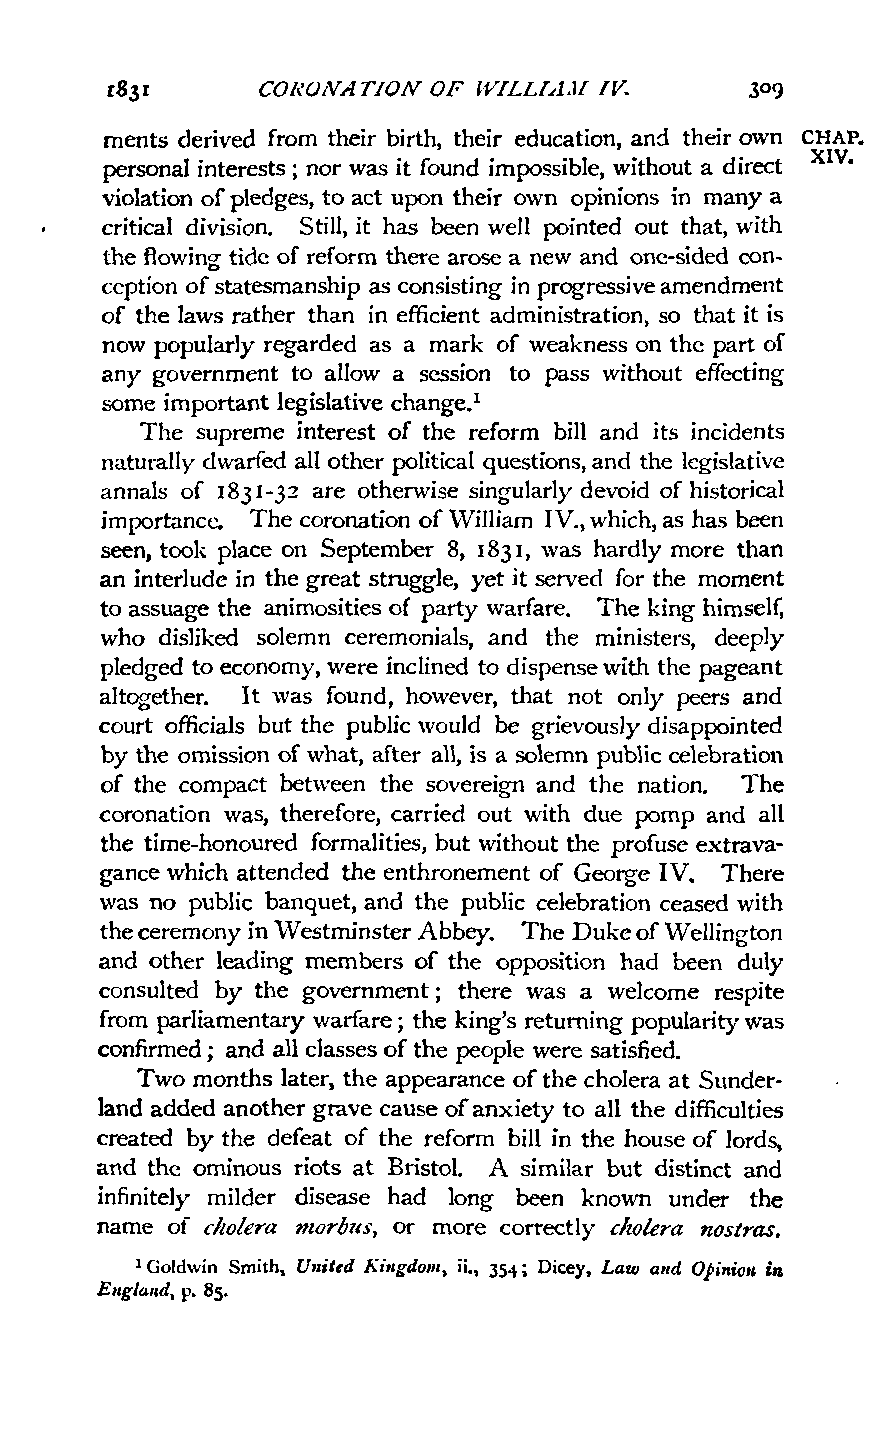 1831 CORONATION OF WILLIAM IV. 309
ments derived from their birth, their education, and their own CHAP.
personal interests; nor was it found impossible, without a direct XIV.
violation of pledges, to act upon their own opinions in many a
critical division. Still, it has been well pointed out that, with
the flowing tide of reform there arose a new and one-sided con-
ception of statesmanship as consisting in progressive amendment
of the laws rather than in efficient administration, so that it is
now popularly regarded as a mark of weakness on the part of
any government to allow a session to pass without effecting
some important legislative change.¹
The supreme interest of the reform bill and its incidents
naturally dwarfed all other political questions, and the legislative
annals of 1831-32 are otherwise singularly devoid of historical
importance. The coronation of William IV., which, as has been
seen, took place on September 8, 1831, was hardly more than
an interlude in the great struggle, yet it served for the moment
to assuage the animosities of party warfare. The king himself,
who disliked solemn ceremonials, and the ministers, deeply
pledged to economy, were inclined to dispense with the pageant
altogether. It was found, however, that not only peers and
court officials but the public would be grievously disappointed
by the omission of what, after all, is a solemn public celebration
of the compact between the sovereign and the nation. The
coronation was, therefore, carried out with due pomp and all
the time-honoured formalities, but without the profuse extrava-
gance which attended the enthronement of George IV. There
was no public banquet, and the public celebration ceased with
the ceremony in Westminster Abbey. The Duke of Wellington
and other leading members of the opposition had been duly
consulted by the government; there was a welcome respite
from parliamentary warfare; the king's returning popularity was
confirmed; and all classes of the people were satisfied.
Two months later, the appearance of the cholera at Sunder-
land added another grave cause of anxiety to all the difficulties
created by the defeat of the reform bill in the house of lords,
and the ominous riots at Bristol. A similar but distinct and
infinitely milder disease had long been known under the
name of cholera morbus, or more correctly cholera nostras.
¹ Goldwin Smith, United Kingdom, ii., 354; Dicey, Law and Opinion in
England, p. 85.